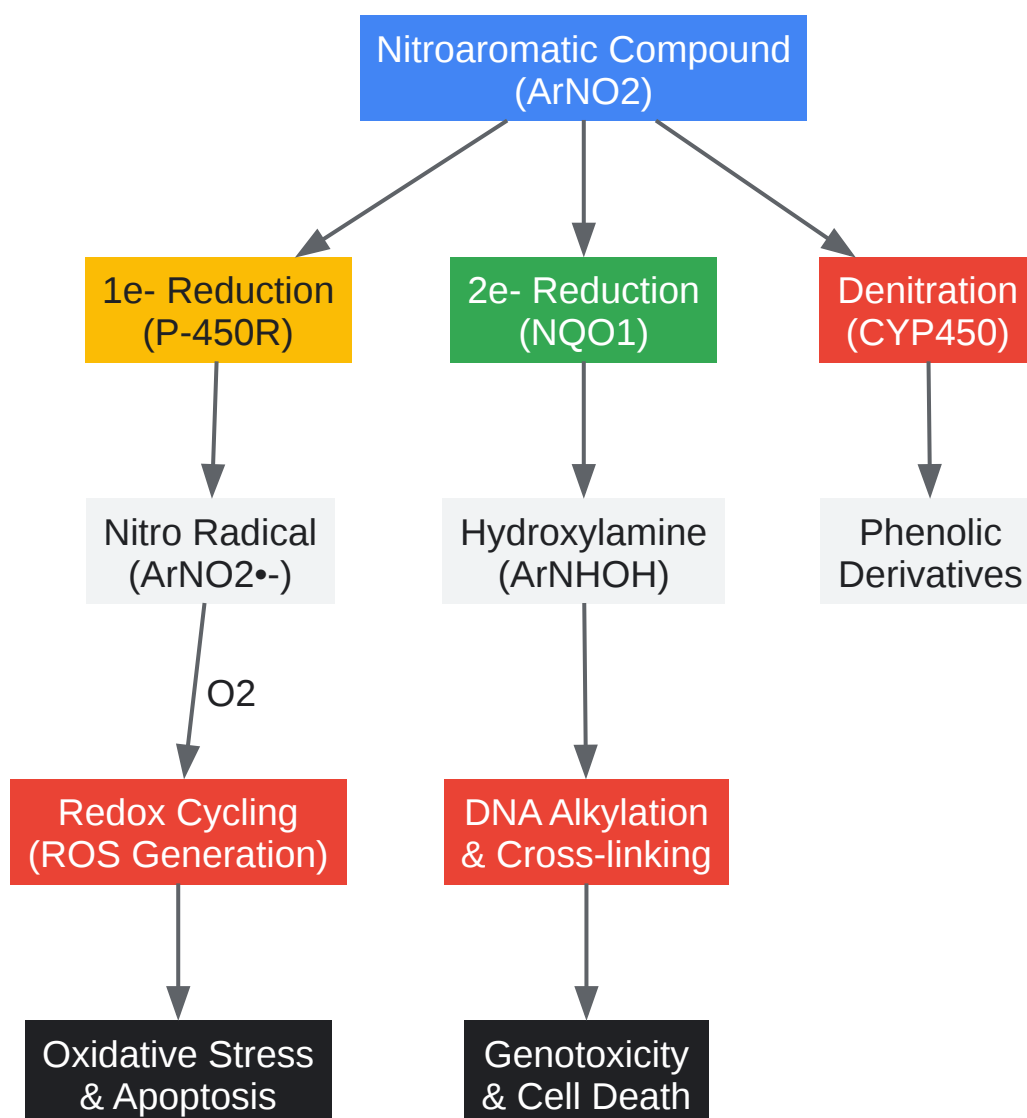 Nitroaromatic Compound
(ArNO2)
1e- Reduction
(P-450R)
2e- Reduction
(NQO1)
Denitration
(CYP450)
Nitro Radical
(ArNO2•-)
Hydroxylamine
(ArNHOH)
Phenolic
Derivatives
O2
Redox Cycling
(ROS Generation)
DNA Alkylation
& Cross-linking
Oxidative Stress
& Apoptosis
Genotoxicity
& Cell Death